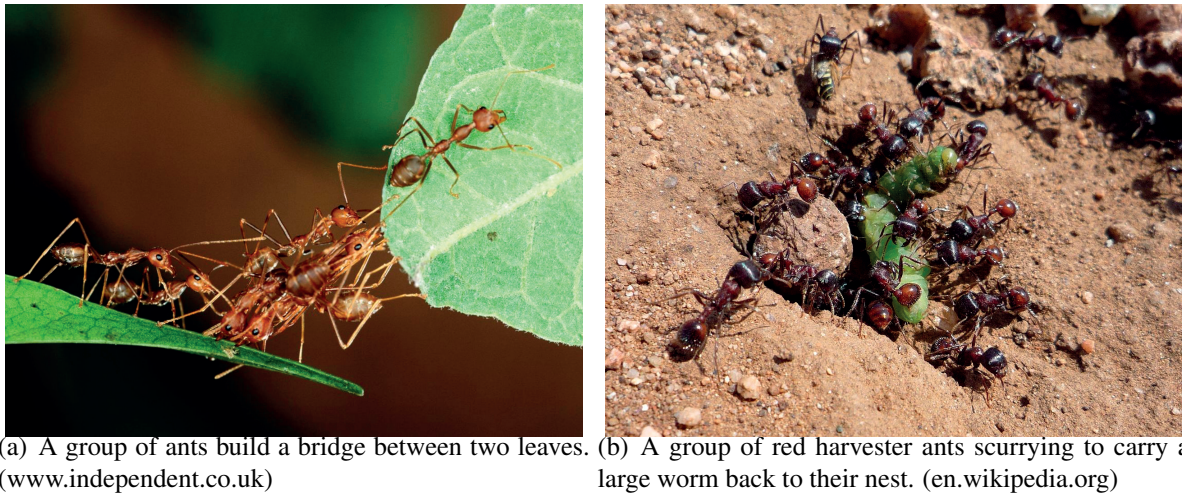 (a) A group of ants build a bridge between two leaves.
(www.independent.co.uk)
(b) A group of red harvester ants scurrying to carry a
large worm back to their nest. (en.wikipedia.org)